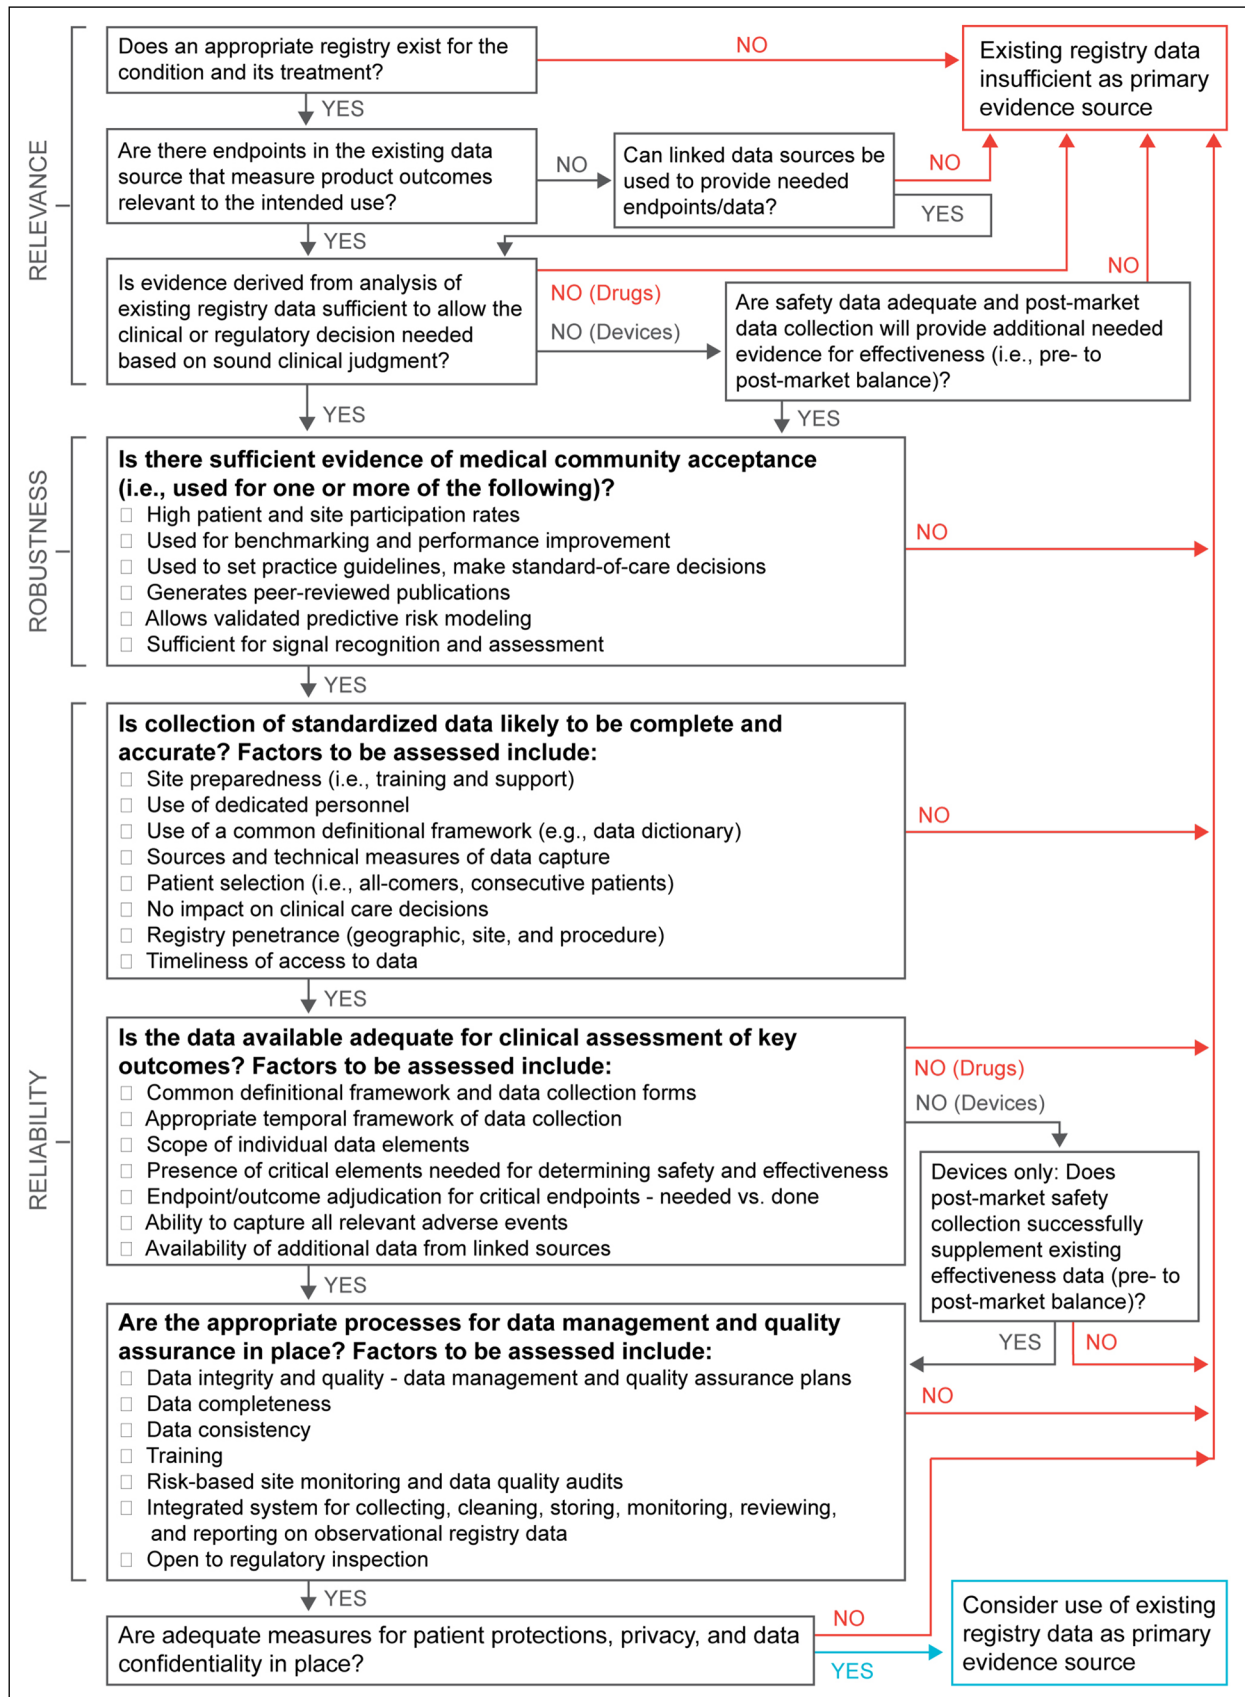 Does an appropriate registry exist for the
condition and its treatment?
NO
Existing registry data
insufficient as primary
evidence source
YES
RELEVANCE
Are there endpoints in the existing data
source that measure product outcomes
relevant to the intended use?
NO
Can linked data sources be
used to provide needed
endpoints/data?
NO
YES
YES
Is evidence derived from analysis of
existing registry data sufficient to allow the
clinical or regulatory decision needed
based on sound clinical judgment?
NO (Drugs)
NO (Devices)
NO
Are safety data adequate and post-market
data collection will provide additional needed
evidence for effectiveness (i.e., pre- to
post-market balance)?
YES
YES
ROBUSTNESS
Is there sufficient evidence of medical community acceptance
(i.e., used for one or more of the following)?
□ High patient and site participation rates
□ Used for benchmarking and performance improvement
□ Used to set practice guidelines, make standard-of-care decisions
□ Generates peer-reviewed publications
□ Allows validated predictive risk modeling
□ Sufficient for signal recognition and assessment
NO
YES
RELIABILITY
Is collection of standardized data likely to be complete and
accurate? Factors to be assessed include:
□ Site preparedness (i.e., training and support)
□ Use of dedicated personnel
□ Use of a common definitional framework (e.g., data dictionary)
□ Sources and technical measures of data capture
□ Patient selection (i.e., all-comers, consecutive patients)
□ No impact on clinical care decisions
□ Registry penetrance (geographic, site, and procedure)
□ Timeliness of access to data
NO
YES
Is the data available adequate for clinical assessment of key
outcomes? Factors to be assessed include:
□ Common definitional framework and data collection forms
□ Appropriate temporal framework of data collection
□ Scope of individual data elements
□ Presence of critical elements needed for determining safety and effectiveness
□ Endpoint/outcome adjudication for critical endpoints - needed vs. done
□ Ability to capture all relevant adverse events
□ Availability of additional data from linked sources
NO (Drugs)
NO (Devices)
Devices only: Does
post-market safety
collection successfully
supplement existing
effectiveness data (pre- to
post-market balance)?
YES
NO
YES
Are the appropriate processes for data management and quality
assurance in place? Factors to be assessed include:
□ Data integrity and quality - data management and quality assurance plans
□ Data completeness
□ Data consistency
□ Training
□ Risk-based site monitoring and data quality audits
□ Integrated system for collecting, cleaning, storing, monitoring, reviewing,
and reporting on observational registry data
□ Open to regulatory inspection
NO
YES
Are adequate measures for patient protections, privacy, and data
confidentiality in place?
NO
YES
Consider use of existing
registry data as primary
evidence source